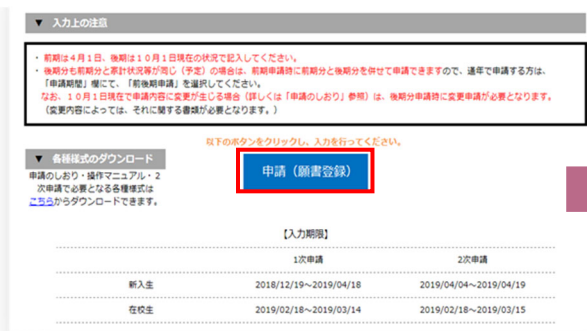 ▼ 入力上の注意
・ 前期は4月1日、後期は10月1日現在の状況で記入してください。
・ 後期分も前期分と家計状況等が同じ(予定)の場合は、前期申請時に前期分と後期分を併せて申請できますので、通年で申請する方は、
「申請期間」欄にて、「前後期申請」を選択してください。
なお、10月1日現在で申請内容に変更が生じる場合(詳しくは「申請のしおり」参照)は、後期分申請時に変更申請が必要となります。
(変更内容によっては、それに関する書類が必要となります。)
以下のボタンをクリックし、入力を行ってください。
▼ 各種様式のダウンロード
申請(願書登録)
申請のしおり・操作マニュアル・2
次申請で必要となる各種様式は
こちらからダウンロードできます。
【入力期限】
1次申請 2次申請
新入生 2018/12/19~2019/04/18 2019/04/04~2019/04/19
在校生 2019/02/18~2019/03/14 2019/02/18~2019/03/15